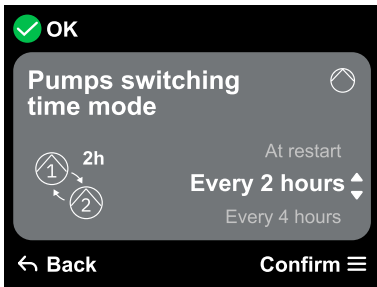 OK
Pumps switching
time mode
1
2h
2
At restart
Every 2 hours
Every 4 hours
Back
Confirm